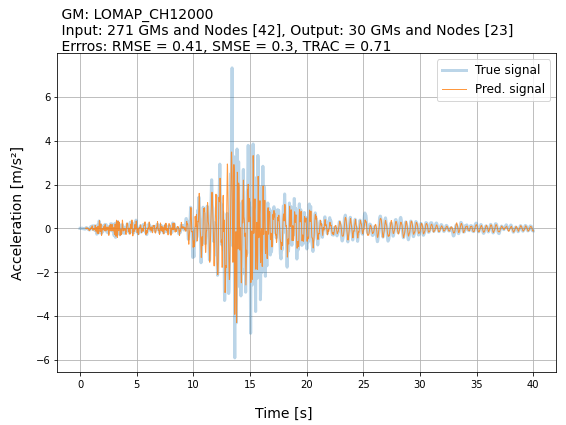 GM: LOMAP_CH12000
Input: 271 GMs and Nodes [42], Output: 30 GMs and Nodes [23]
Errros: RMSE = 0.41, SMSE = 0.3, TRAC = 0.71
True signal
Pred. signal
Acceleration [m/s²]
6
4
2
0
−2
−4
−6
0 5 10 15 20 25 30 35 40
Time [s]